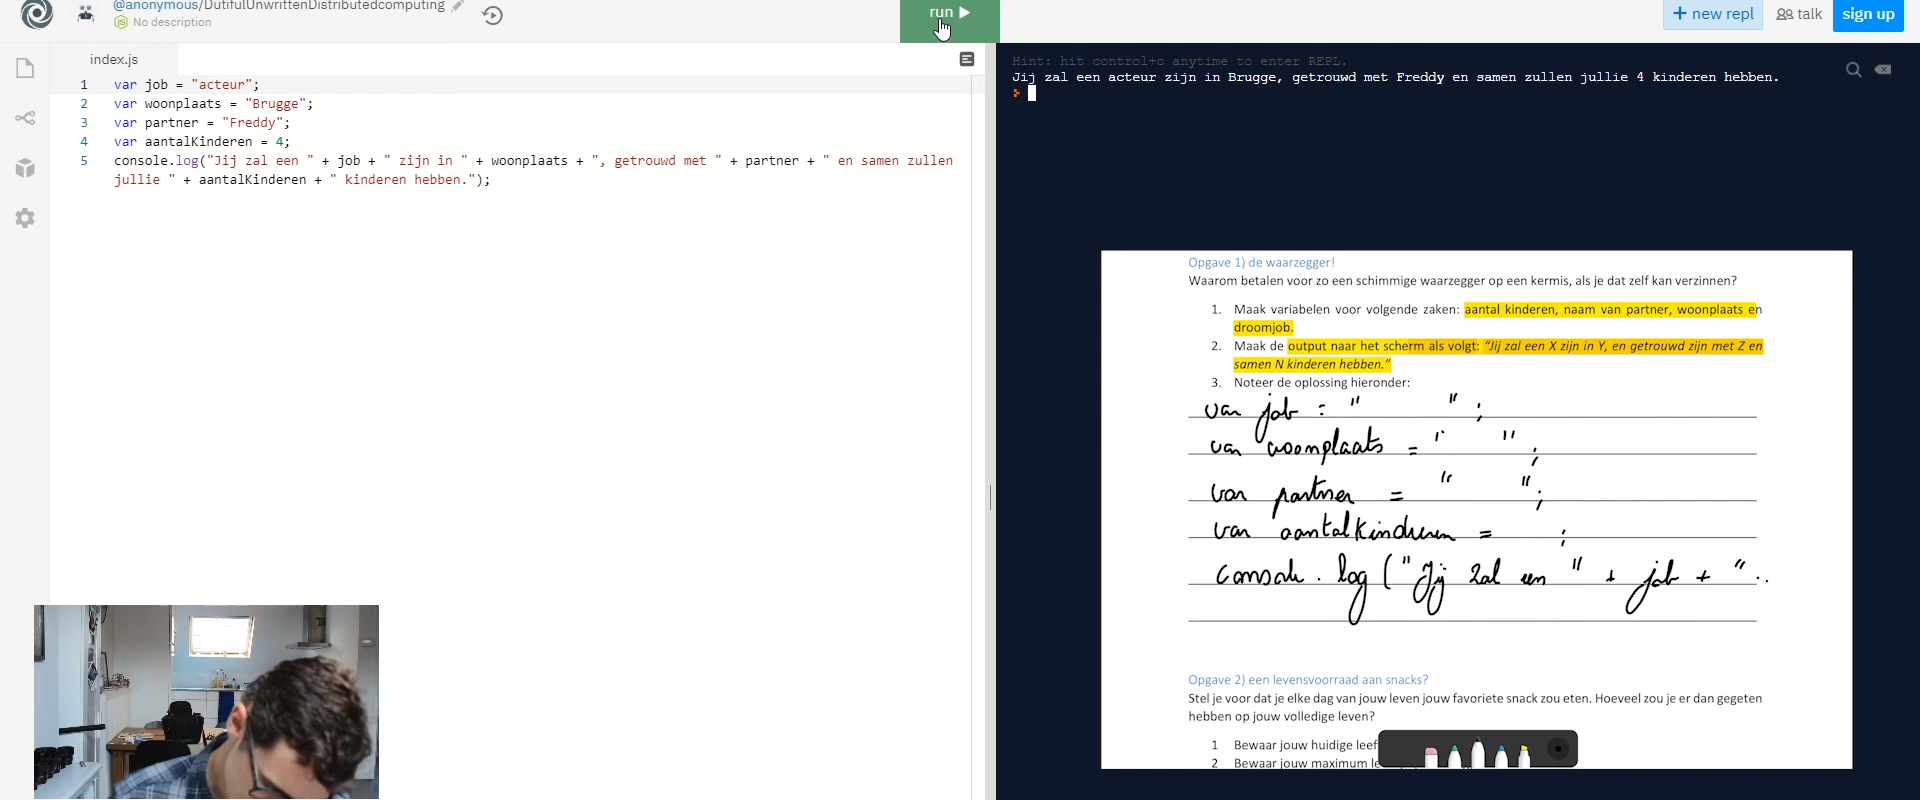 @anonymous/DutifulUnwrittenDistributedcomputing
No description
run
+ new repl
talk
sign up
index.js
1 var job = "acteur";
2 var woonplaats = "Brugge";
3 var partner = "Freddy";
4 var aantalKinderen = 4;
5 console.log("Jij zal een " + job + " zijn in " + woonplaats + ", getrouwd met " + partner + " en samen zullen
jullie " + aantalKinderen + " kinderen hebben.");
Hint: hit control+c anytime to enter REPL.
Jij zal een acteur zijn in Brugge, getrouwd met Freddy en samen zullen jullie 4 kinderen hebben.
>
Opgave 1) de waarzegger!
Waarom betalen voor zo een schimmige waarzegger op een kermis, als je dat zelf kan verzinnen?
1. Maak variabelen voor volgende zaken: aantal kinderen, naam van partner, woonplaats en
droomjob.
2. Maak de output naar het scherm als volgt: “Jij zal een X zijn in Y, en getrouwd zijn met Z en
samen N kinderen hebben.”
3. Noteer de oplossing hieronder:
var job = " " ;
var woonplaats = " " ;
var partner = " " ;
var aantalkinderen = ;
console.log ("Jij zal een " + job + " ..
Opgave 2) een levensvoorraad aan snacks?
Stel je voor dat je elke dag van jouw leven jouw favoriete snack zou eten. Hoeveel zou je er dan gegeten
hebben op jouw volledige leven?
1 Bewaar jouw huidige leef
2 Bewaar jouw maximum le